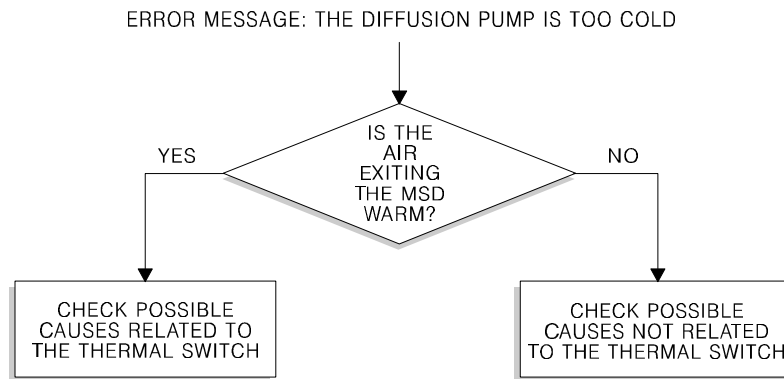 ERROR MESSAGE: THE DIFFUSION PUMP IS TOO COLD
IS THE
AIR
EXITING
THE MSD
WARM?
YES
NO
CHECK POSSIBLE
CAUSES RELATED TO
THE THERMAL SWITCH
CHECK POSSIBLE
CAUSES NOT RELATED
TO THE THERMAL SWITCH